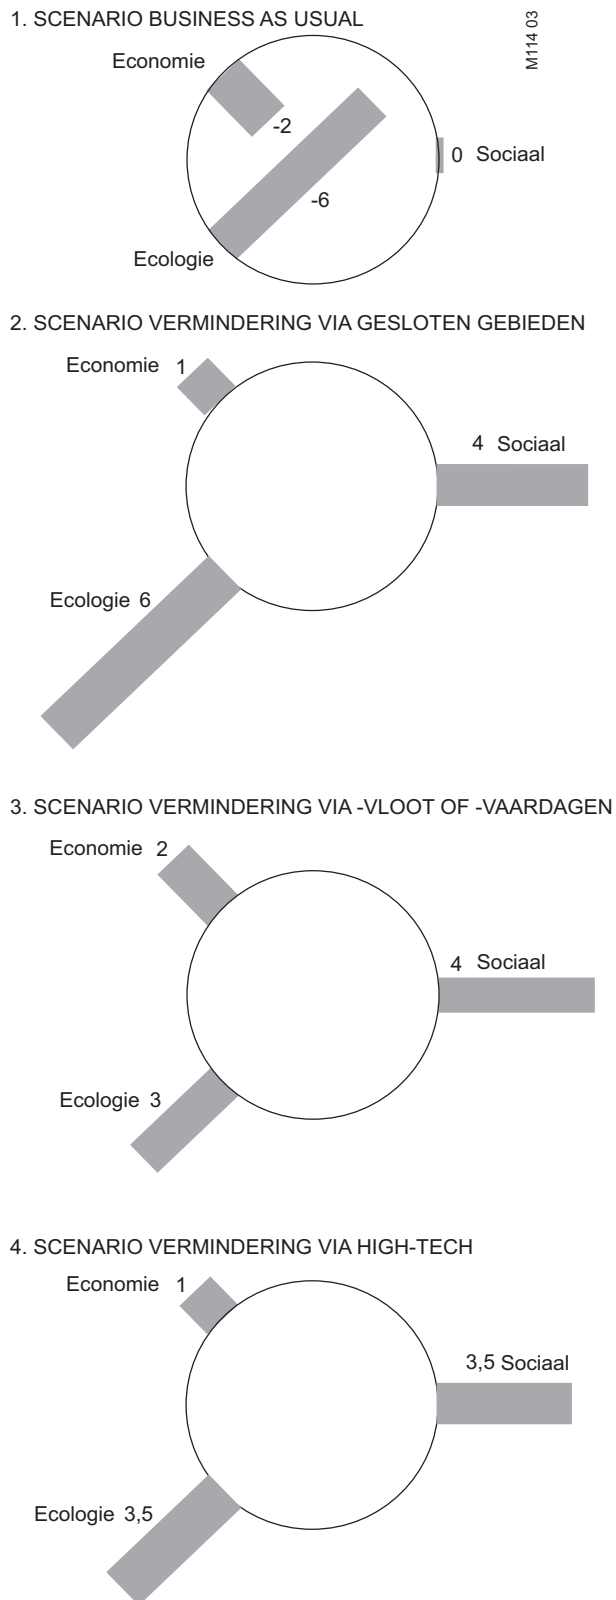 1. SCENARIO BUSINESS AS USUAL
M114 03
Economie
-2
0 Sociaal
-6
Ecologie
2. SCENARIO VERMINDERING VIA GESLOTEN GEBIEDEN
Economie 1
4 Sociaal
Ecologie 6
3. SCENARIO VERMINDERING VIA -VLOOT OF -VAARDAGEN
Economie 2
4 Sociaal
Ecologie 3
4. SCENARIO VERMINDERING VIA HIGH-TECH
Economie 1
3,5 Sociaal
Ecologie 3,5